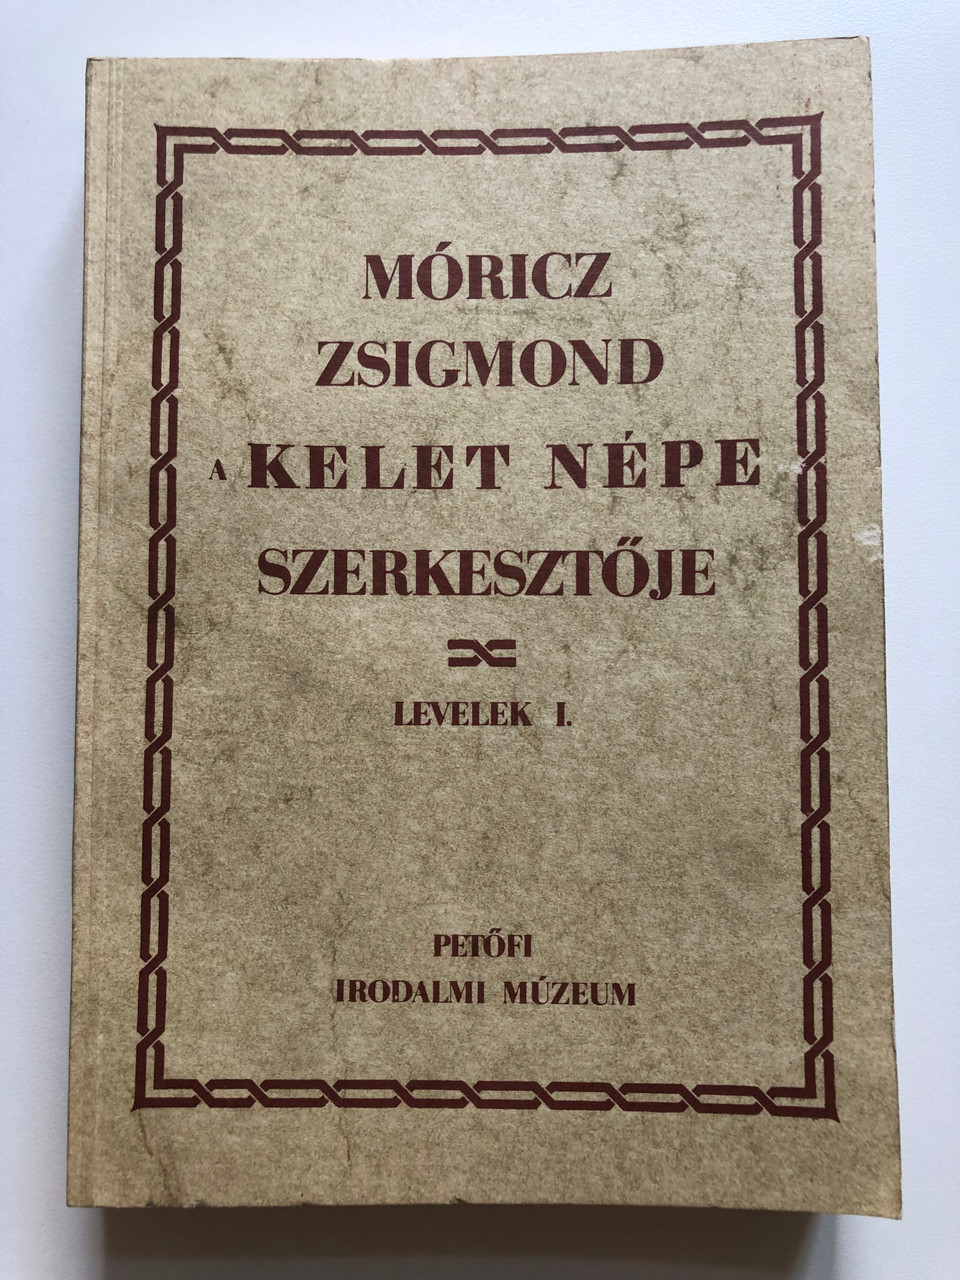 MÓRICZ
ZSIGMOND
A KELET NÉPE
SZERKESZTŐJE
LEVELEK I.
PETŐFI
IRODALMI MÚZEUM